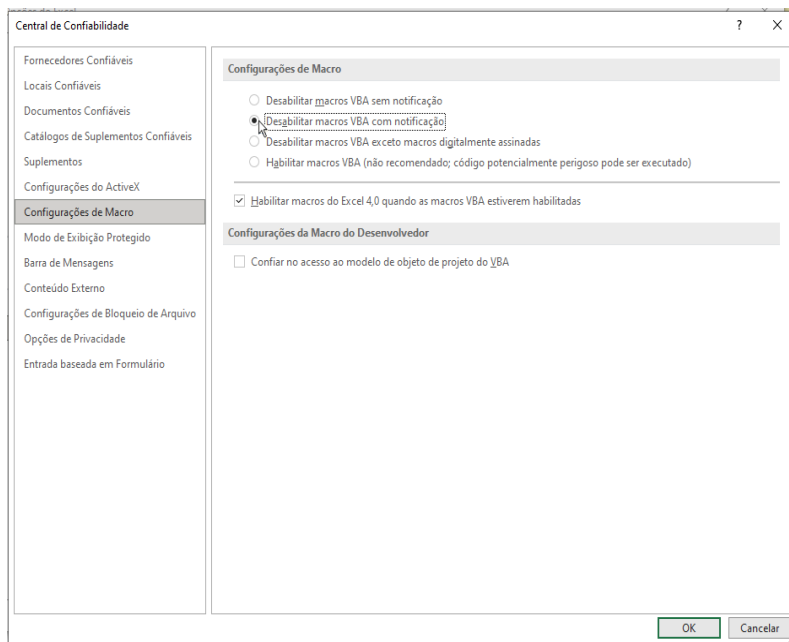 Central de Confiabilidade
?
X
Fornecedores Confiáveis
Locais Confiáveis
Documentos Confiáveis
Catálogos de Suplementos Confiáveis
Suplementos
Configurações do ActiveX
Configurações de Macro
Modo de Exibição Protegido
Barra de Mensagens
Conteúdo Externo
Configurações de Bloqueio de Arquivo
Opções de Privacidade
Entrada baseada em Formulário
Configurações de Macro
Desabilitar macros VBA sem notificação
Desabilitar macros VBA com notificação
Desabilitar macros VBA exceto macros digitalmente assinadas
Habilitar macros VBA (não recomendado; código potencialmente perigoso pode ser executado)
Habilitar macros do Excel 4,0 quando as macros VBA estiverem habilitadas
Configurações da Macro do Desenvolvedor
Confiar no acesso ao modelo de objeto de projeto do VBA
OK
Cancelar